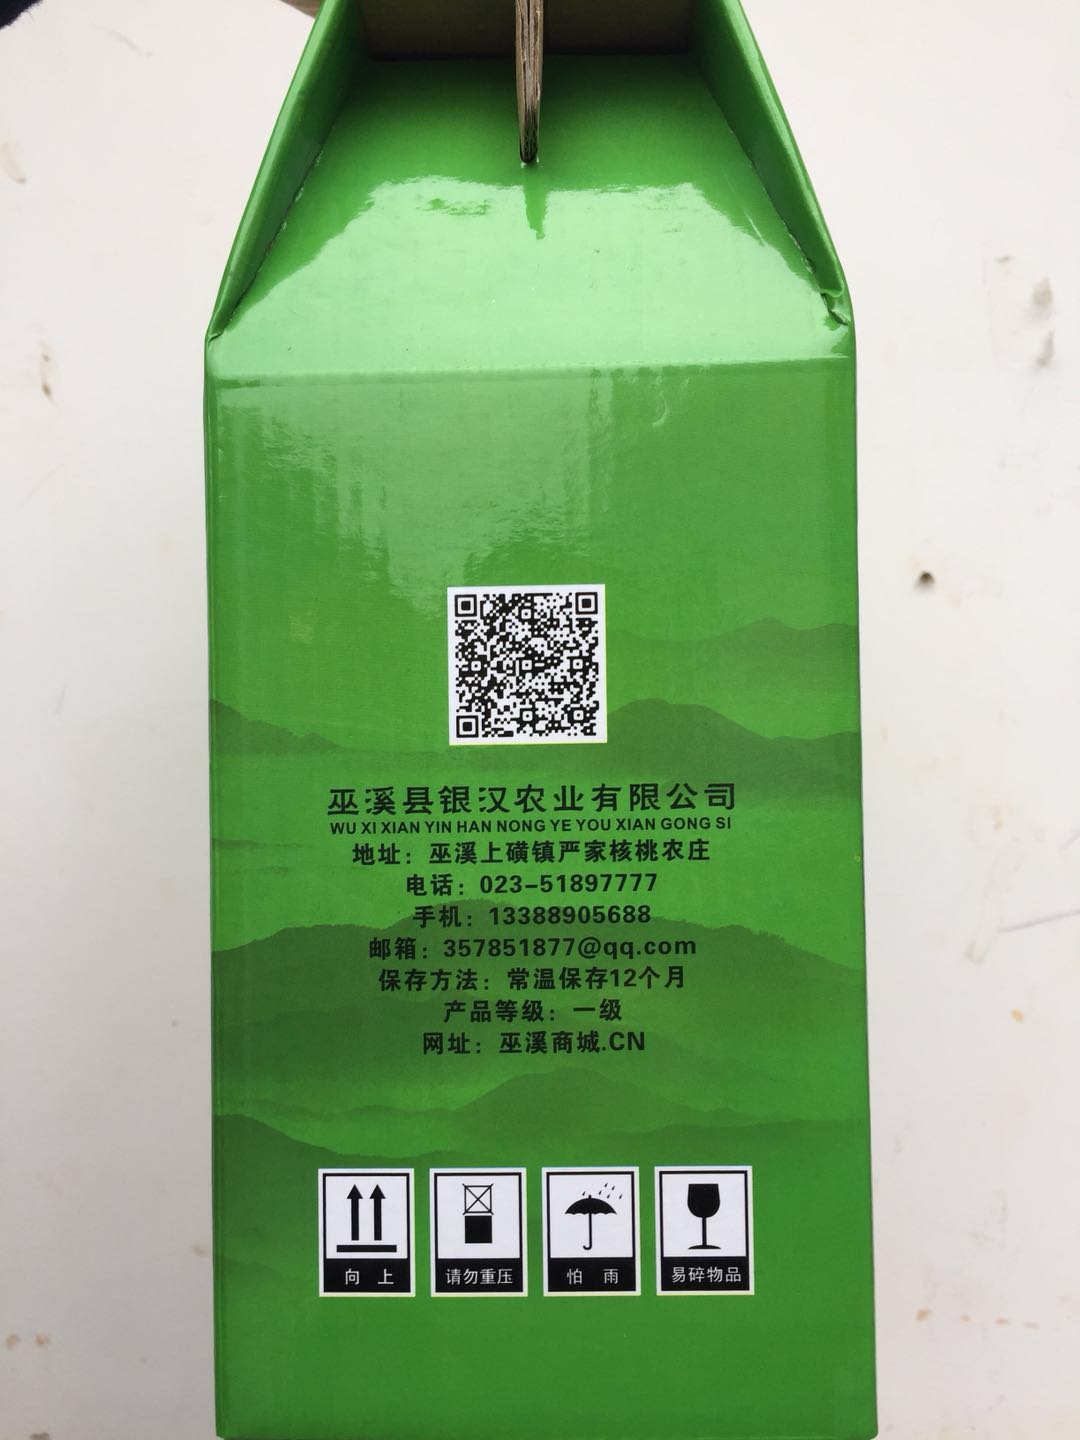 巫溪县银汉农业有限公司
WU XI XIAN YIN HAN NONG YE YOU XIAN GONG SI
地址：巫溪上磺镇严家核桃农庄
电话：023-51897777
手机：13388905688
邮箱：357851877@qq.com
保存方法：常温保存12个月
产品等级：一级
网址：巫溪商城.CN
向 上 请勿重压 怕 雨 易碎物品